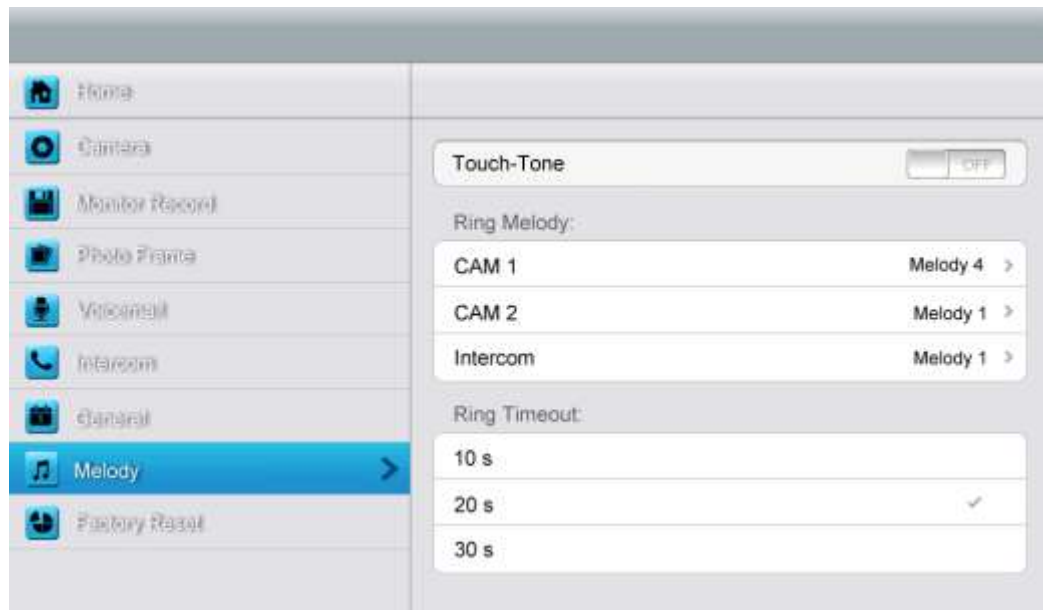 Home
Camera
Monitor Record
Photo Frame
Voicemail
Intercom
General
Melody
Factory Reset
Touch-Tone
OFF
Ring Melody:
CAM 1 Melody 4
CAM 2 Melody 1
Intercom Melody 1
Ring Timeout:
10 s
20 s
30 s